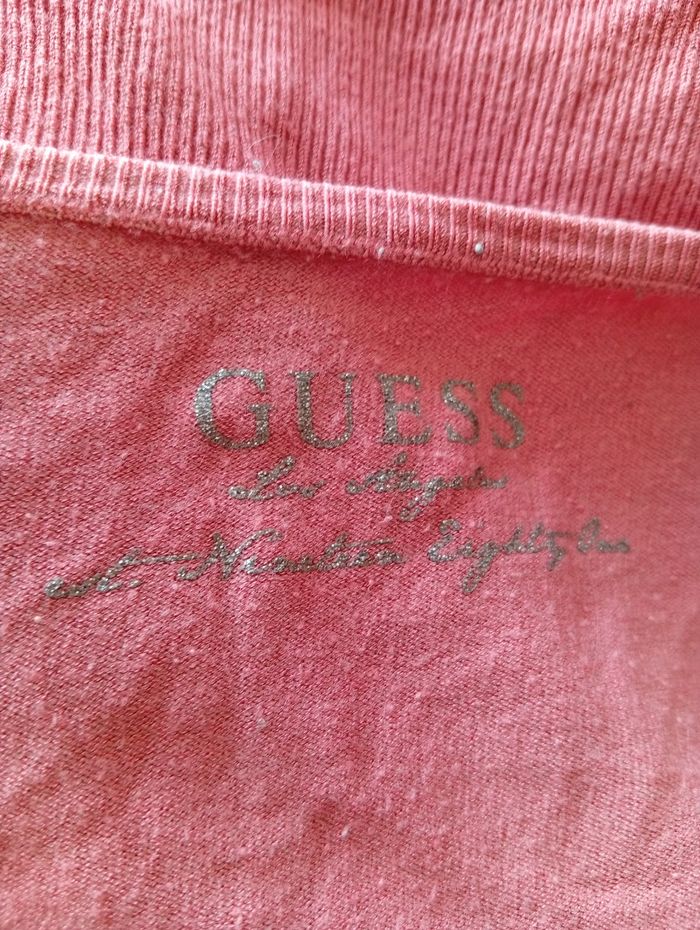 GUESS
Los Angeles
est. Nineteen Eighty One